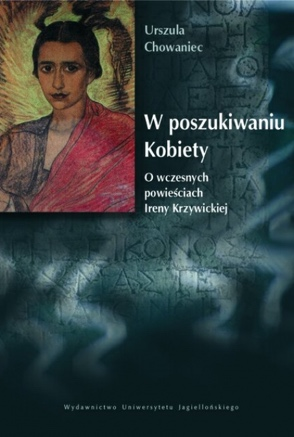 Urszula
Chowaniec
W poszukiwaniu
Kobiety
O wczesnych
powieściach
Ireny Krzywickiej
Wydawnictwo Uniwersytetu Jagiellońskiego